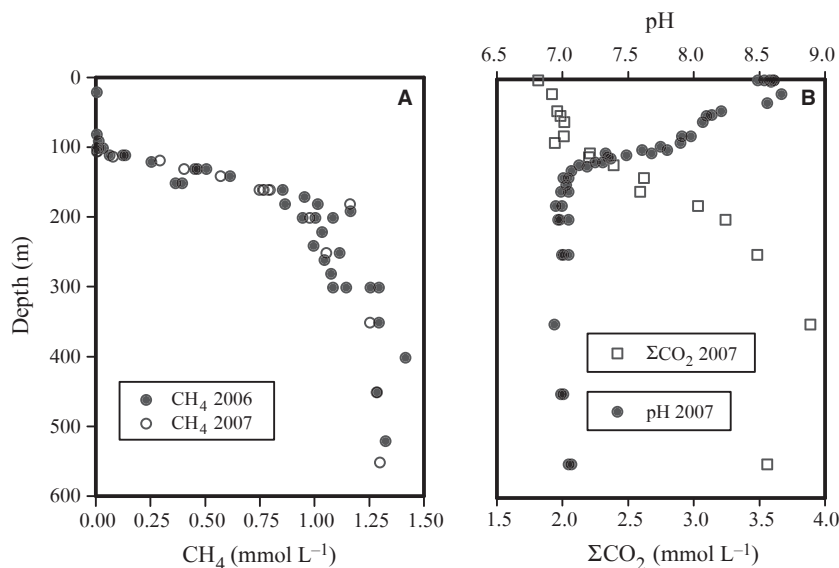 pH
6.5 7.0 7.5 8.0 8.5 9.0
0
100
200
300
400
500
600
Depth (m)
A
CH₄ 2006
CH₄ 2007
0.00 0.25 0.50 0.75 1.00 1.25 1.50
CH₄ (mmol L⁻¹)
B
ΣCO₂ 2007
pH 2007
1.5 2.0 2.5 3.0 3.5 4.0
ΣCO₂ (mmol L⁻¹)